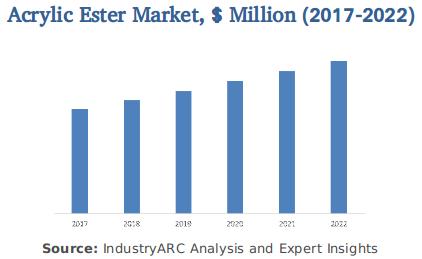 Acrylic Ester Market, $ Million (2017-2022)
2017 2018 2019 2020 2021 2022
Source: IndustryARC Analysis and Expert Insights